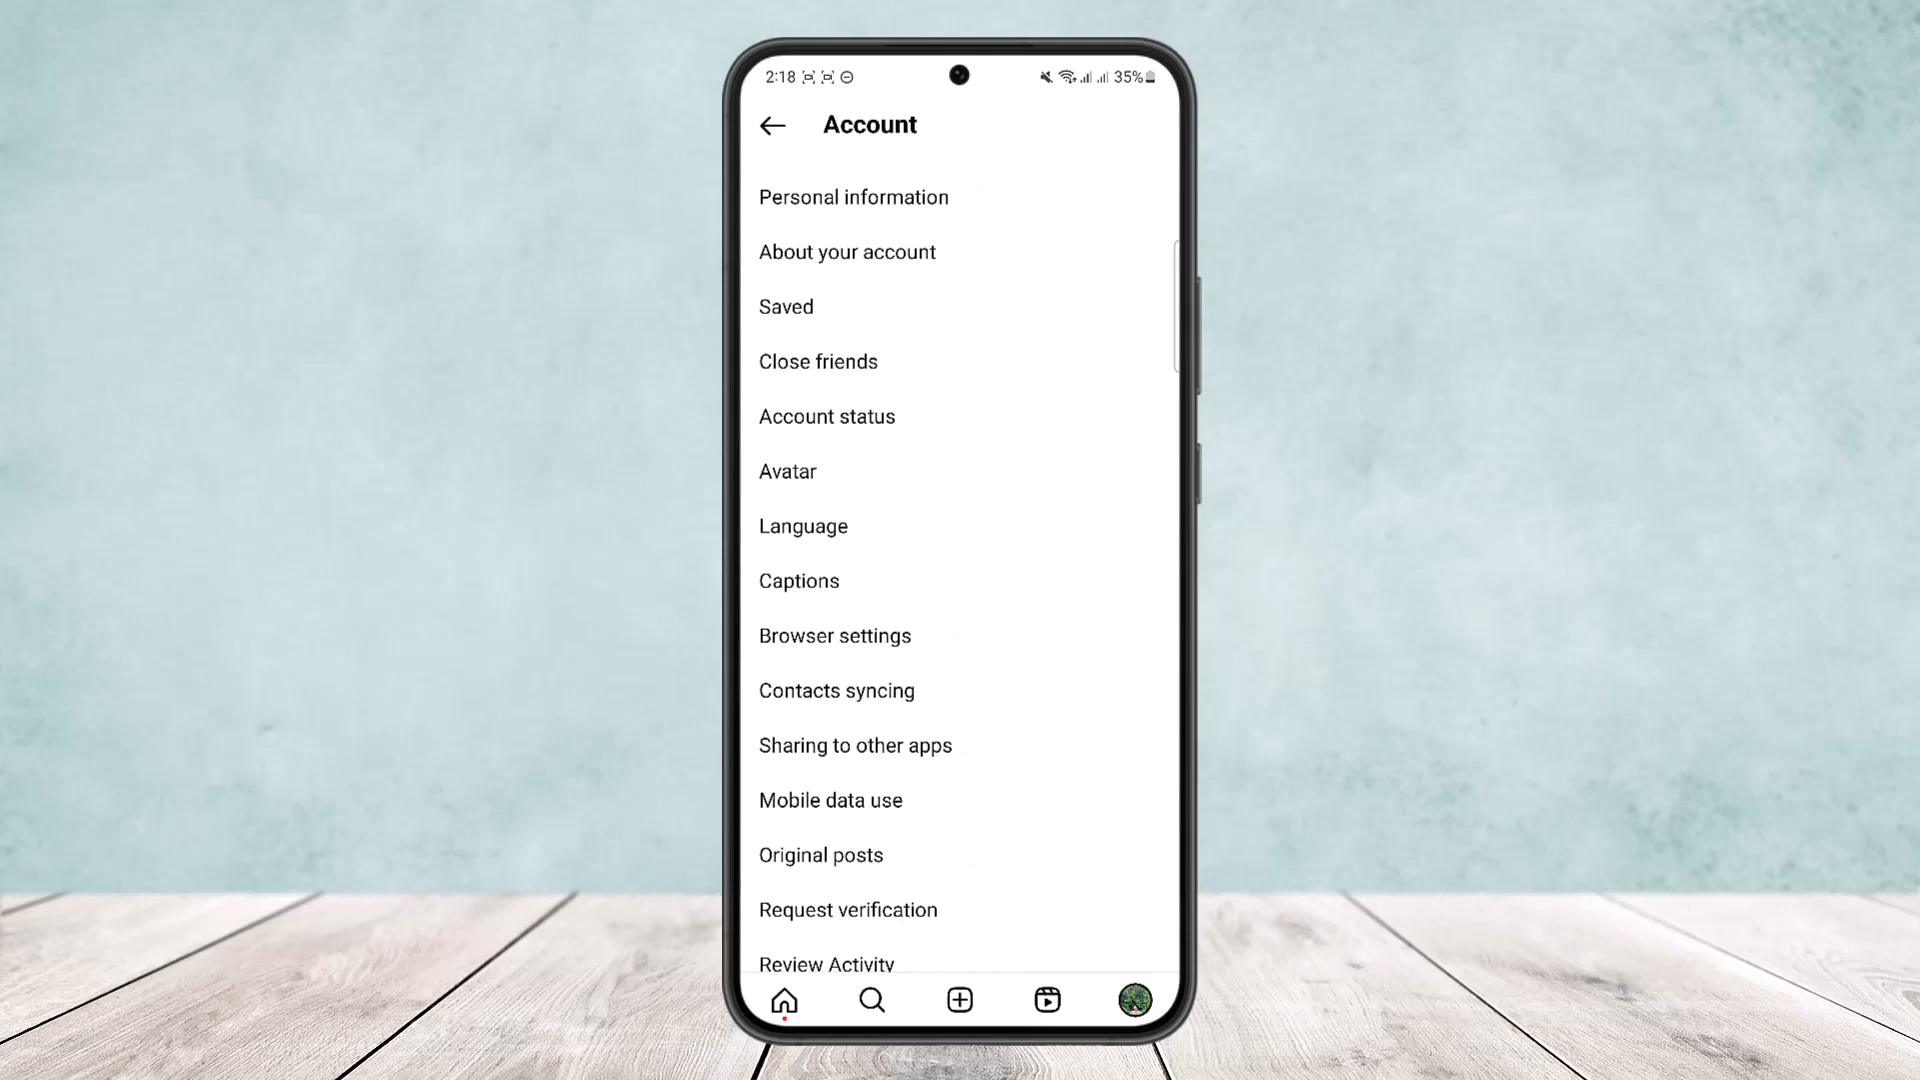 2:18 35%
Account
Personal information
About your account
Saved
Close friends
Account status
Avatar
Language
Captions
Browser settings
Contacts syncing
Sharing to other apps
Mobile data use
Original posts
Request verification
Review Activity